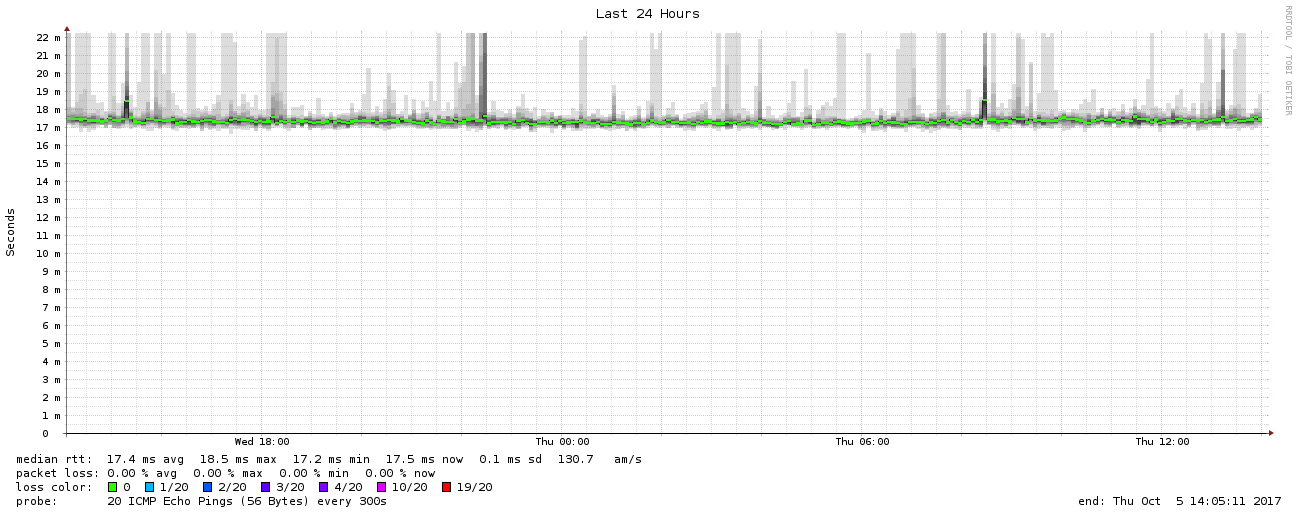 Last 24 Hours
RRDTOOL / TOBI OETIKER
Seconds
22 m
21 m
20 m
19 m
18 m
17 m
16 m
15 m
14 m
13 m
12 m
11 m
10 m
9 m
8 m
7 m
6 m
5 m
4 m
3 m
2 m
1 m
0
Wed 18:00 Thu 00:00 Thu 06:00 Thu 12:00
median rtt: 17.4 ms avg 18.5 ms max 17.2 ms min 17.5 ms now 0.1 ms sd 130.7 am/s
packet loss: 0.00 % avg 0.00 % max 0.00 % min 0.00 % now
loss color: 0 1/20 2/20 3/20 4/20 10/20 19/20
probe: 20 ICMP Echo Pings (56 Bytes) every 300s end: Thu Oct 5 14:05:11 2017